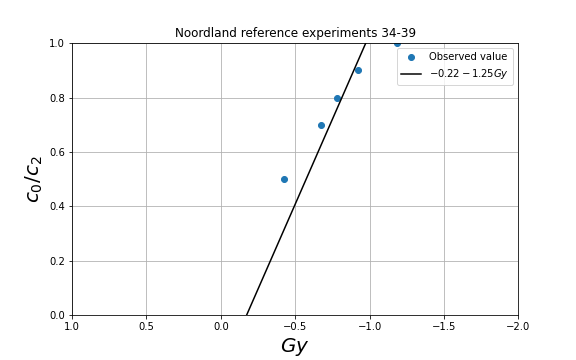 Noordland reference experiments 34-39
Observed value
−0.22 − 1.25Gy
c₀/c₂
1.0
0.8
0.6
0.4
0.2
0.0
1.0 0.5 0.0 −0.5 −1.0 −1.5 −2.0
Gy